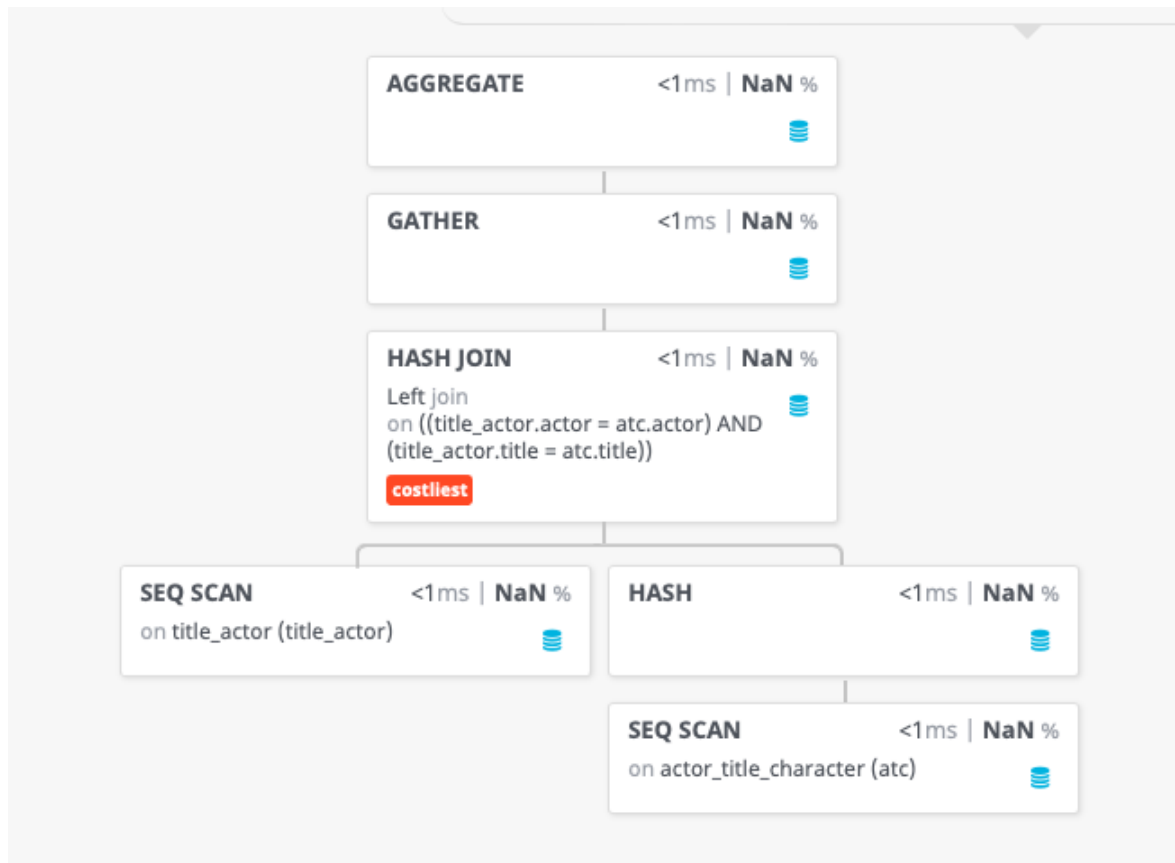 AGGREGATE <1ms | NaN %
GATHER <1ms | NaN %
HASH JOIN <1ms | NaN %
Left join
on ((title_actor.actor = atc.actor) AND
(title_actor.title = atc.title))
costliest
SEQ SCAN <1ms | NaN %
on title_actor (title_actor)
HASH <1ms | NaN %
SEQ SCAN <1ms | NaN %
on actor_title_character (atc)